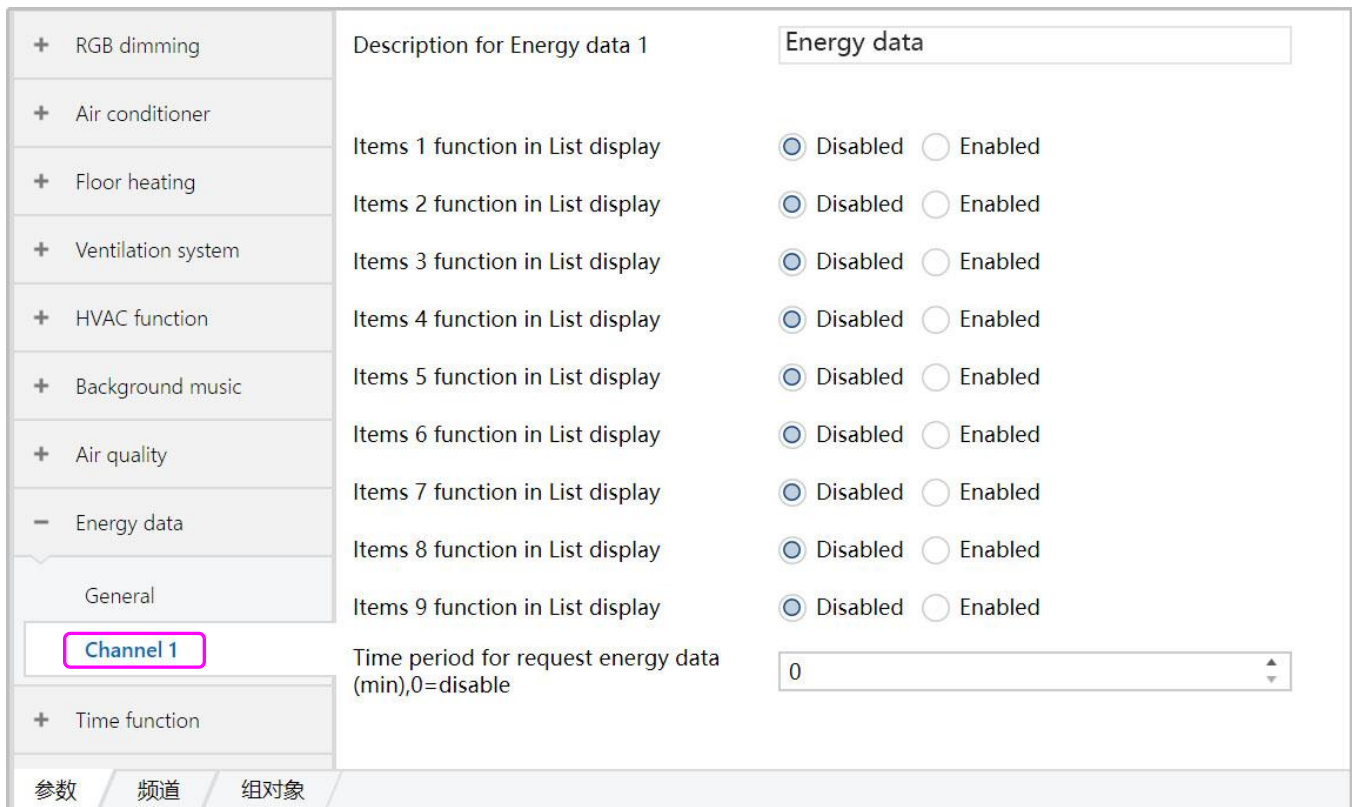 RGB dimming
Air conditioner
Floor heating
Ventilation system
HVAC function
Background music
Air quality
Energy data
General
Channel 1
Time function
Description for Energy data 1 Energy data
Items 1 function in List display Disabled Enabled
Items 2 function in List display Disabled Enabled
Items 3 function in List display Disabled Enabled
Items 4 function in List display Disabled Enabled
Items 5 function in List display Disabled Enabled
Items 6 function in List display Disabled Enabled
Items 7 function in List display Disabled Enabled
Items 8 function in List display Disabled Enabled
Items 9 function in List display Disabled Enabled
Time period for request energy data
(min),0=disable 0
参数 频道 组对象